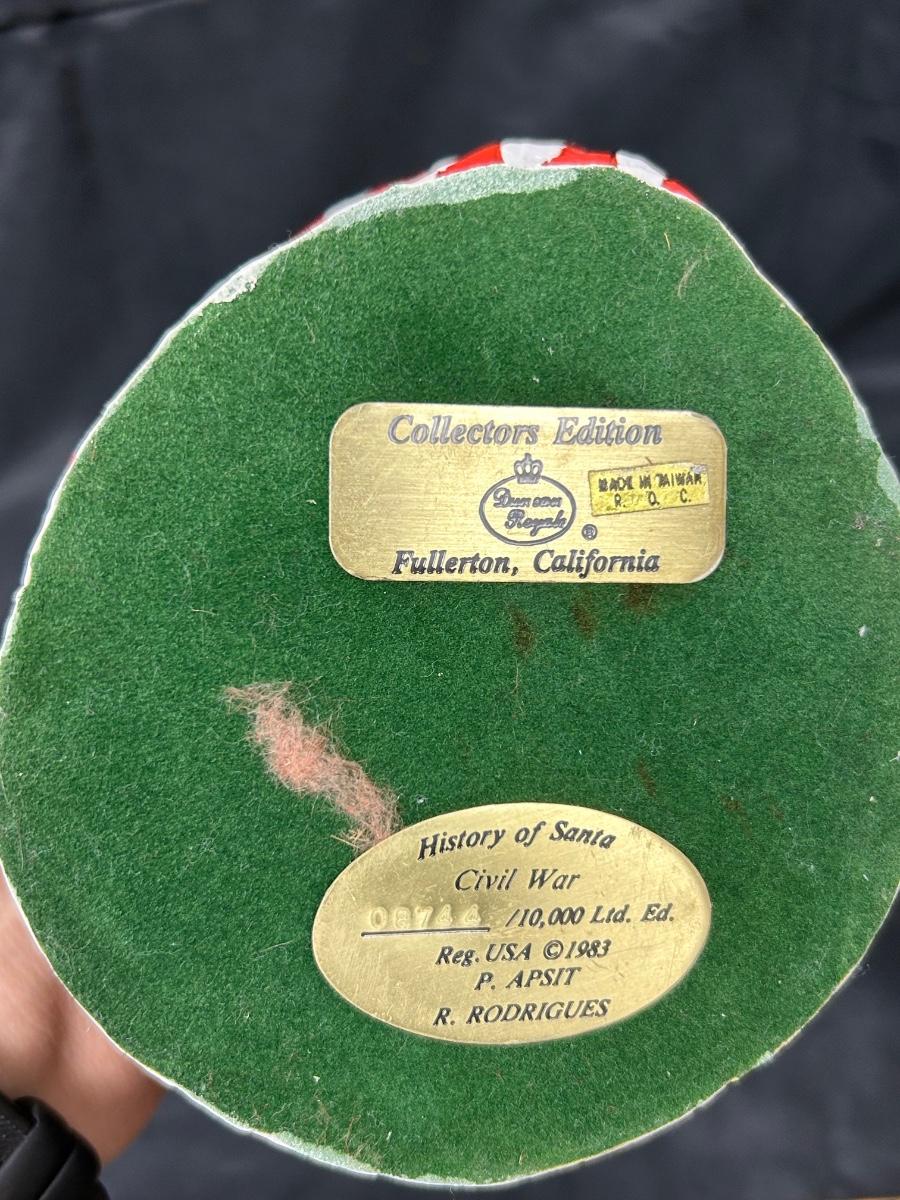 Collectors Edition
Duncan
Royale
®
MADE IN TAIWAN
R. O. C.
Fullerton, California
History of Santa
Civil War
08744 /10,000 Ltd. Ed.
Reg. USA ©1983
P. APSIT
R. RODRIGUES